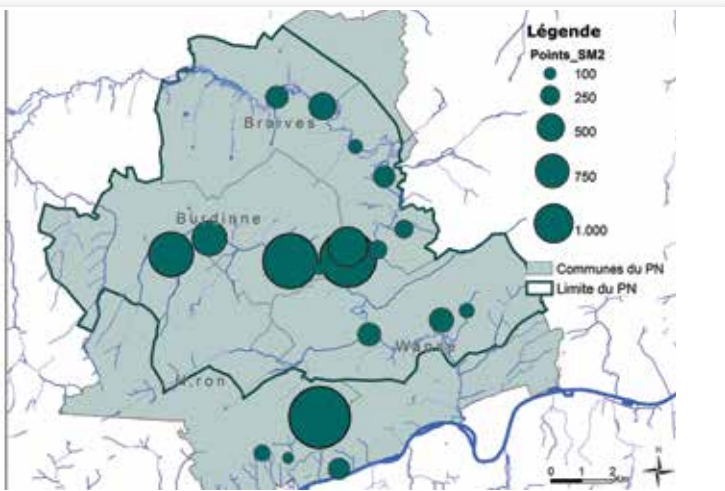 Légende
Points_SM2
100
250
500
750
1.000
Communes du PN
Limite du PN
Braives
Burdinne
Wanze
N
0 1 2
Km